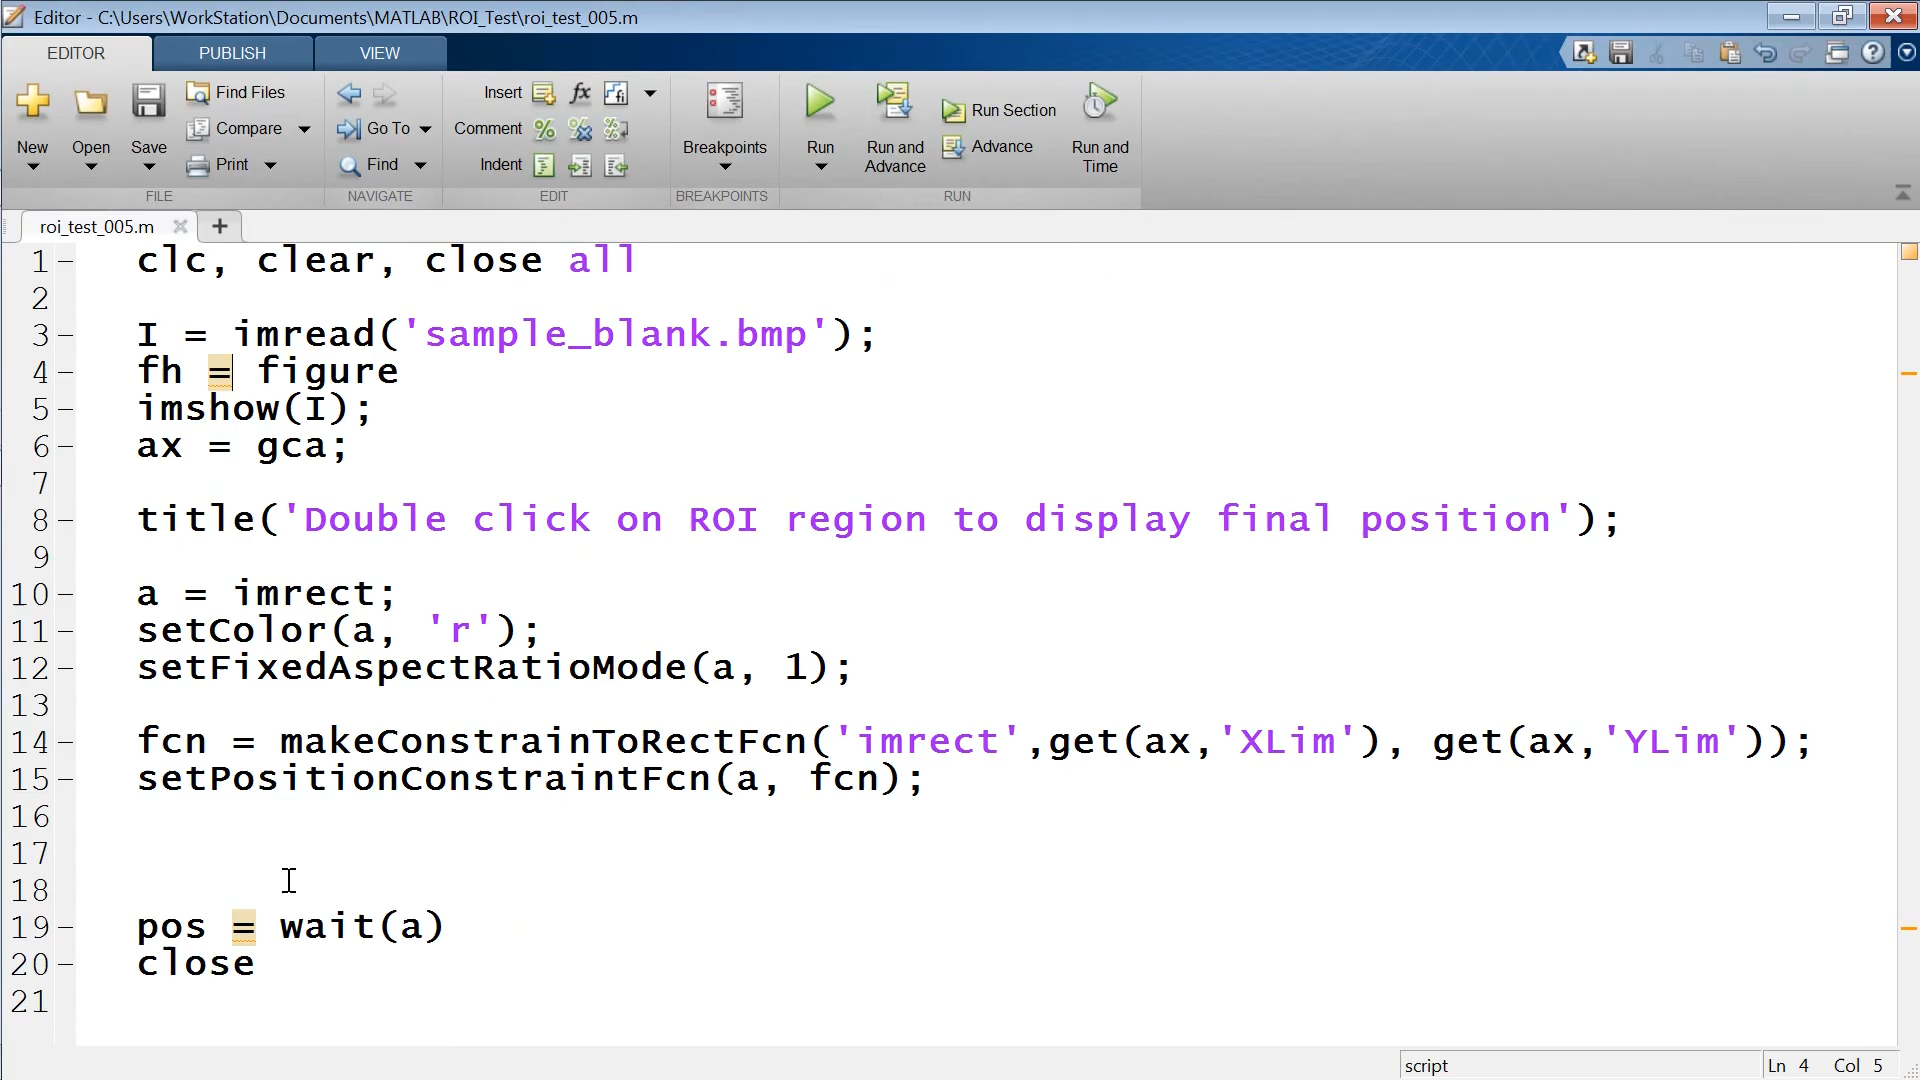 Editor - C:\Users\WorkStation\Documents\MATLAB\ROI_Test\roi_test_005.m
EDITOR PUBLISH VIEW
New Open Save
Find Files
Compare
Print
FILE
Go To
Find
NAVIGATE
Insert fx
Comment
Indent
EDIT
Breakpoints
BREAKPOINTS
Run
Run and Advance
Run Section
Advance
Run and Time
RUN
roi_test_005.m
1 clc, clear, close all
2
3 I = imread('sample_blank.bmp');
4 fh = figure
5 imshow(I);
6 ax = gca;
7
8 title('Double click on ROI region to display final position');
9
10 a = imrect;
11 setColor(a, 'r');
12 setFixedAspectRatioMode(a, 1);
13
14 fcn = makeConstrainToRectFcn('imrect',get(ax,'XLim'), get(ax,'YLim'));
15 setPositionConstraintFcn(a, fcn);
16
17
18
19 pos = wait(a)
20 close
21
script Ln 4 Col 5